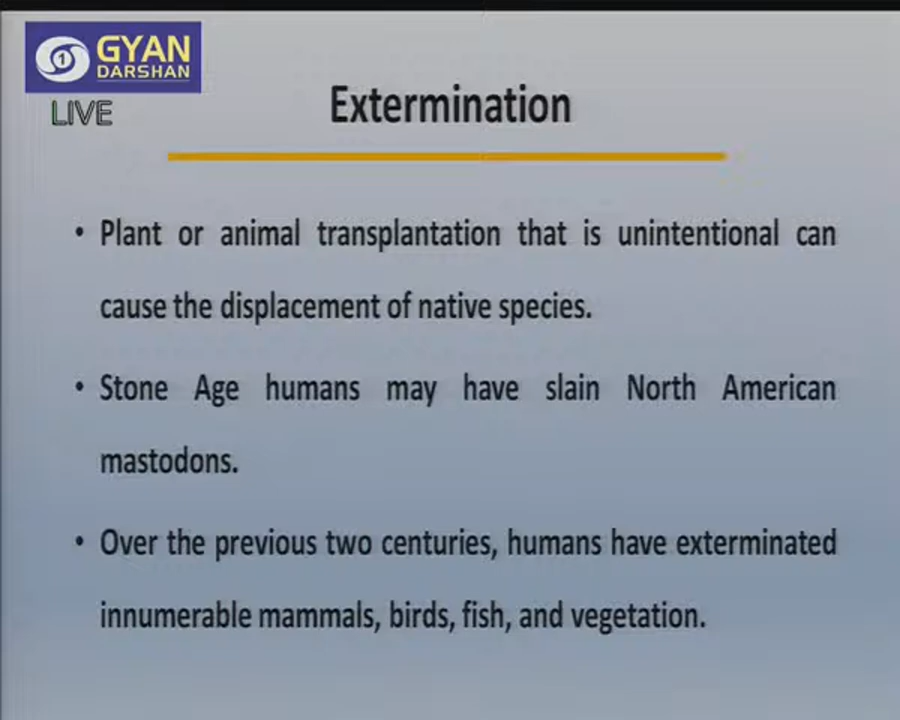 GYAN
DARSHAN
LIVE
Extermination
• Plant or animal transplantation that is unintentional can
cause the displacement of native species.
• Stone Age humans may have slain North American
mastodons.
• Over the previous two centuries, humans have exterminated
innumerable mammals, birds, fish, and vegetation.